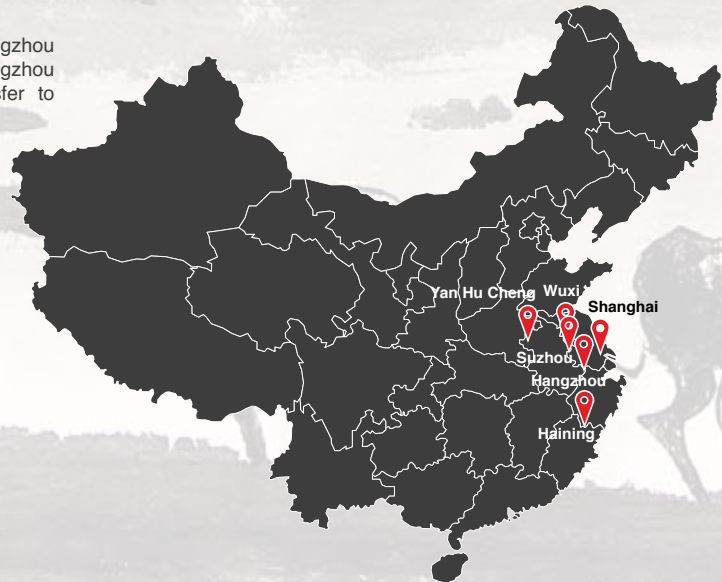 gzhou
gzhou
fer to
Yan Hu Cheng
Wuxi
Shanghai
Suzhou
Hangzhou
Haining